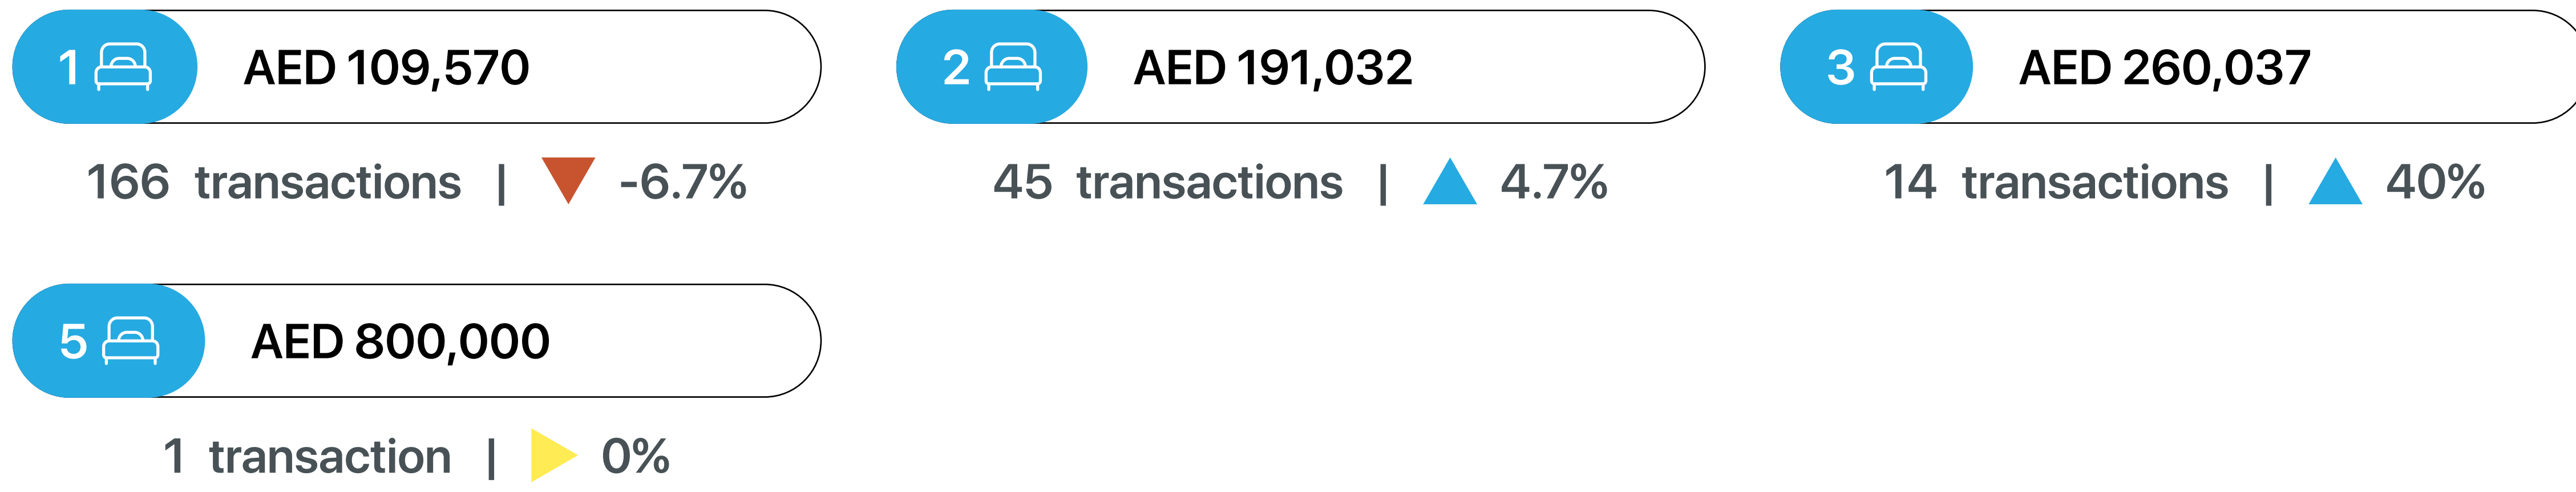 1 AED 109,570
166 transactions | -6.7%
2 AED 191,032
45 transactions | 4.7%
3 AED 260,037
14 transactions | 40%
5 AED 800,000
1 transaction | 0%